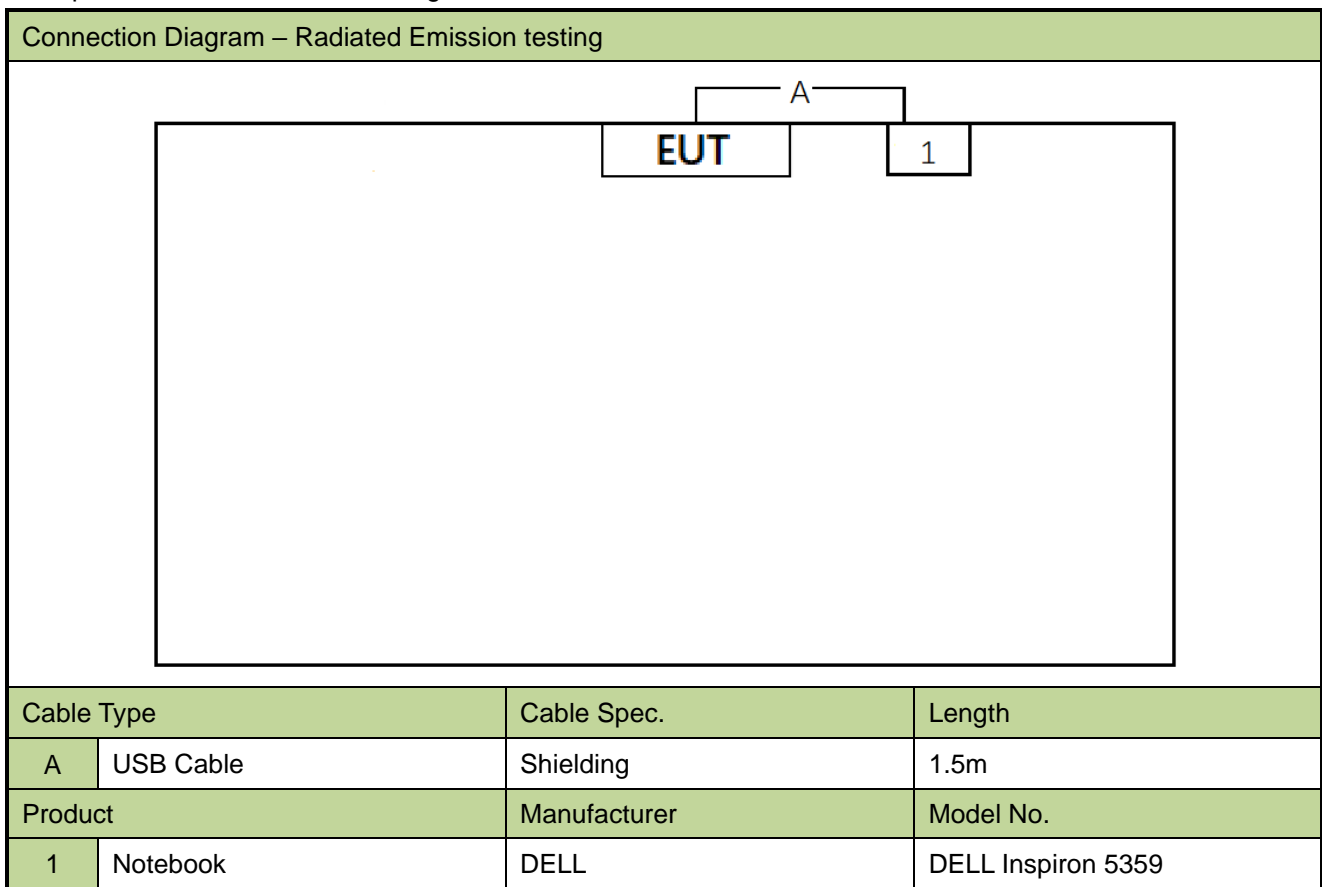 Connection Diagram – Radiated Emission testing
A
EUT
1
Cable Type Cable Spec. Length
A USB Cable Shielding 1.5m
Product Manufacturer Model No.
1 Notebook DELL DELL Inspiron 5359